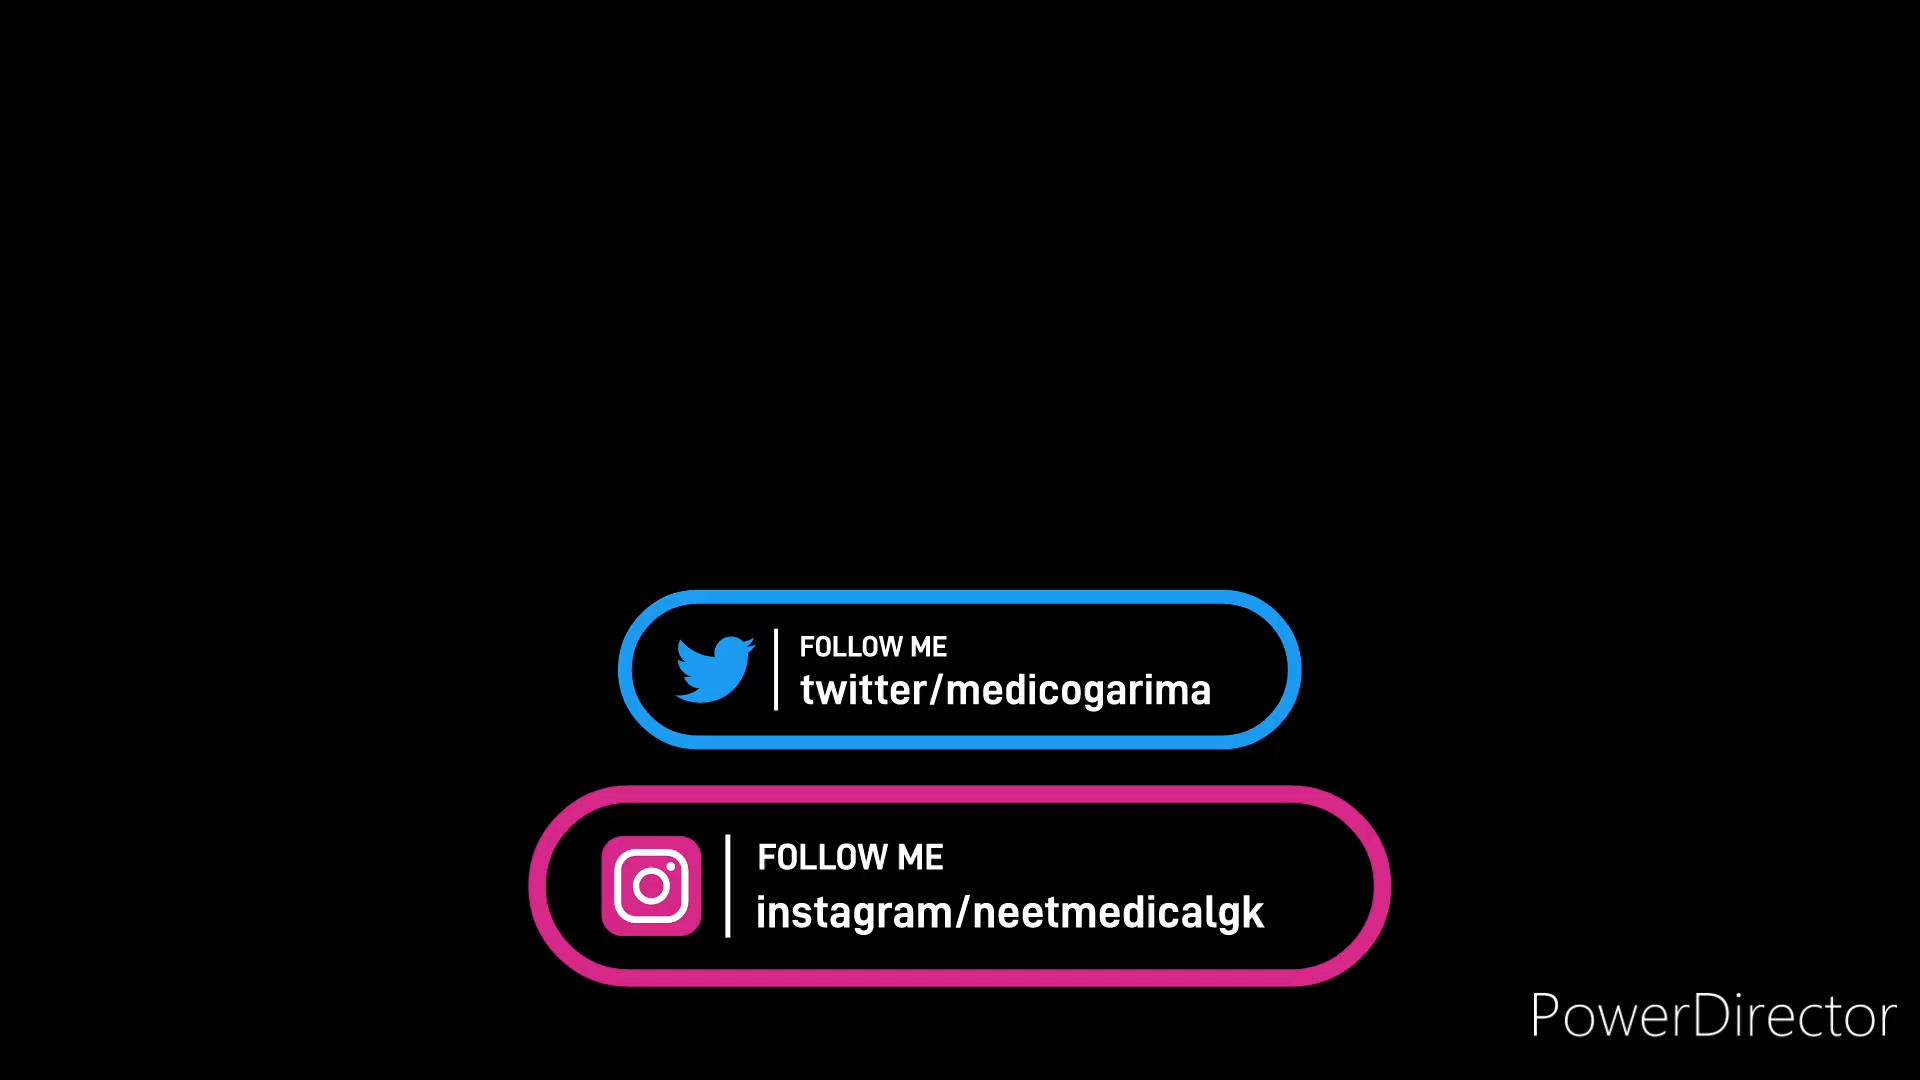 FOLLOW ME
twitter/medicogarima
FOLLOW ME
instagram/neetmedicalgk
PowerDirector